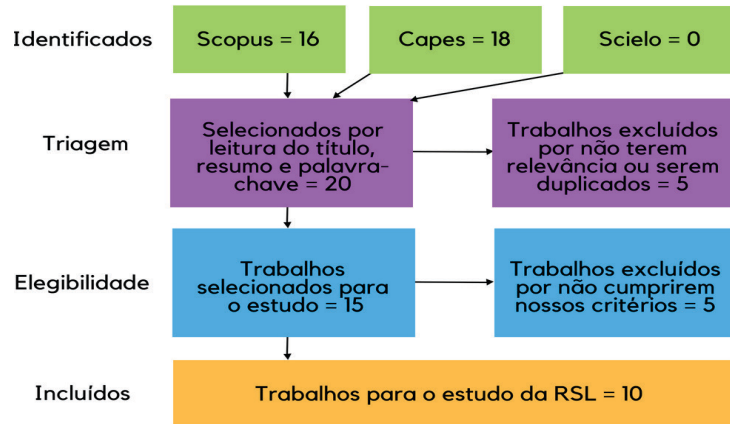 Identificados
Scopus = 16
Capes = 18
Scielo = 0
Triagem
Selecionados por
leitura do título,
resumo e palavra-
chave = 20
Trabalhos excluídos
por não terem
relevância ou serem
duplicados = 5
Elegibilidade
Trabalhos
selecionados para
o estudo = 15
Trabalhos excluídos
por não cumprirem
nossos critérios = 5
Incluídos
Trabalhos para o estudo da RSL = 10